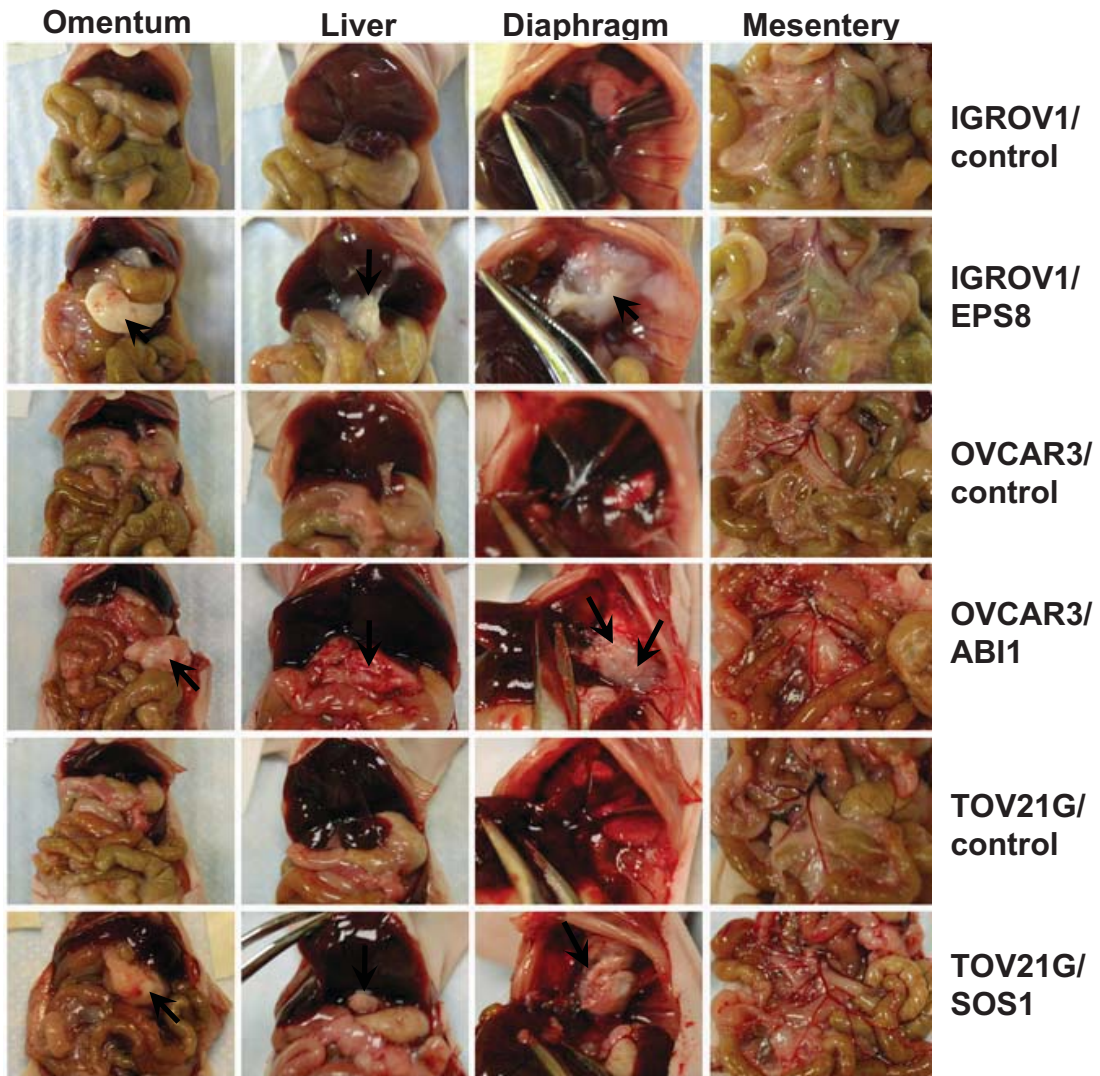 Omentum Liver Diaphragm Mesentery
IGROV1/
control
IGROV1/
EPS8
OVCAR3/
control
OVCAR3/
ABI1
TOV21G/
control
TOV21G/
SOS1